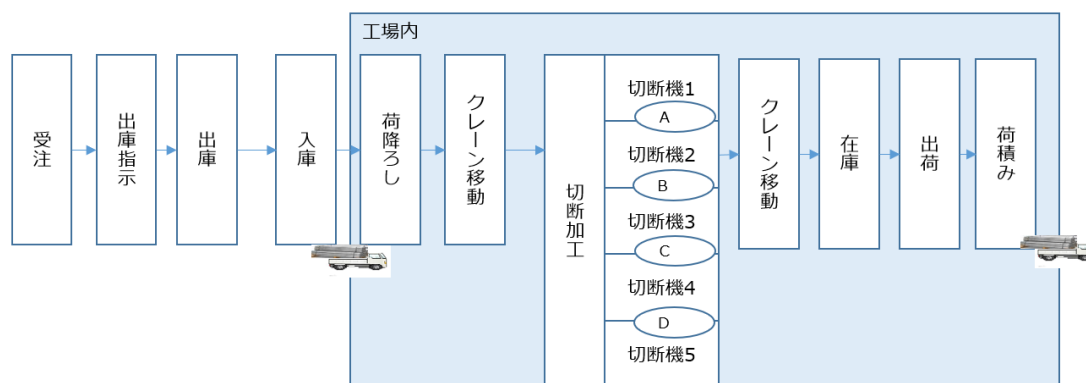 工場内
受注
出庫指示
出庫
入庫
荷降ろし
クレーン移動
切断加工
切断機1
A
切断機2
B
切断機3
C
切断機4
D
切断機5
クレーン移動
在庫
出荷
荷積み